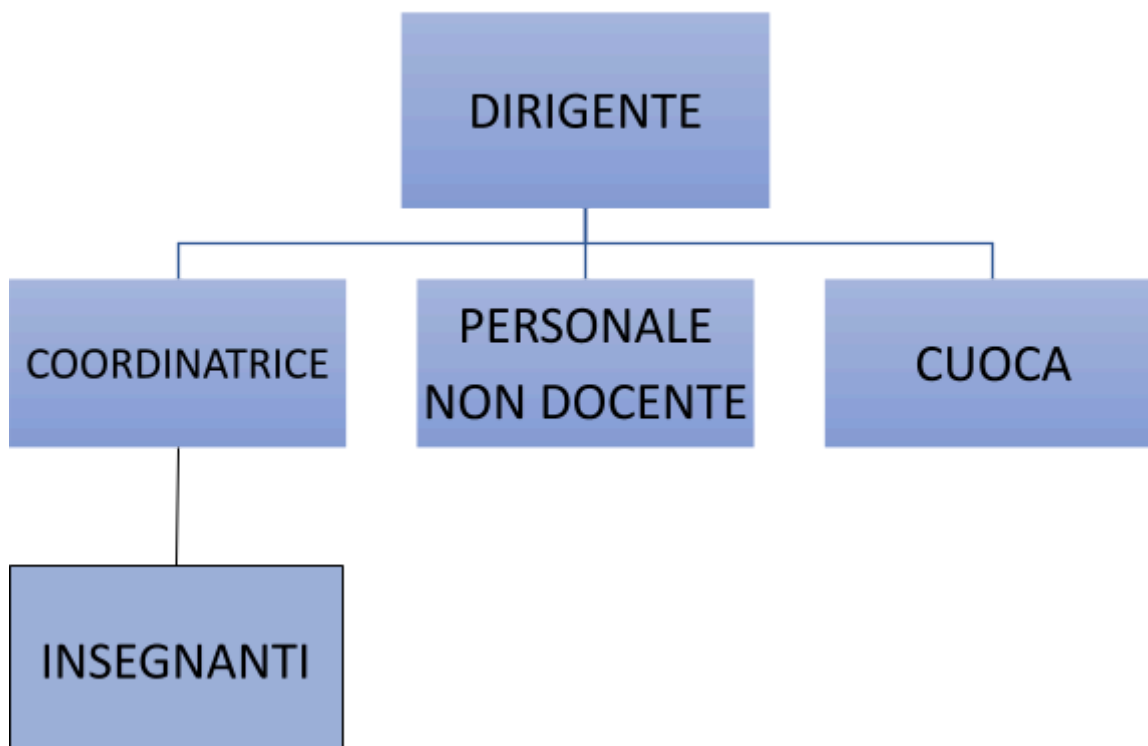 DIRIGENTE
COORDINATRICE
PERSONALE
NON DOCENTE
CUOCA
INSEGNANTI